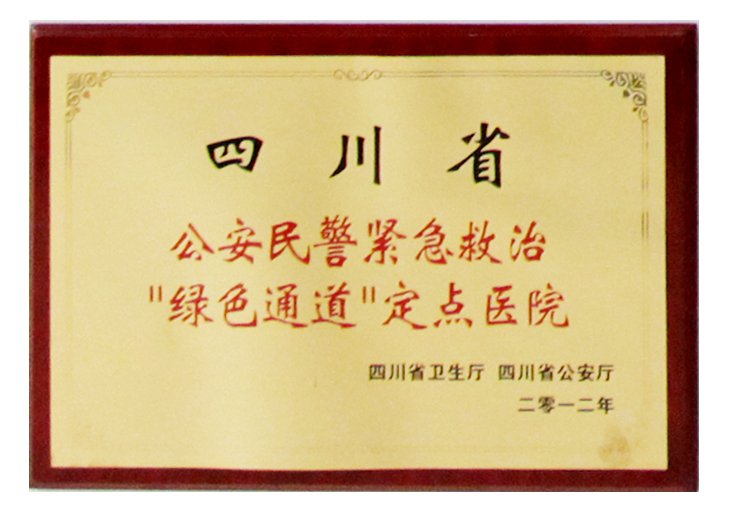 四川省
公安民警紧急救治
"绿色通道"定点医院
四川省卫生厅 四川省公安厅
二零一二年